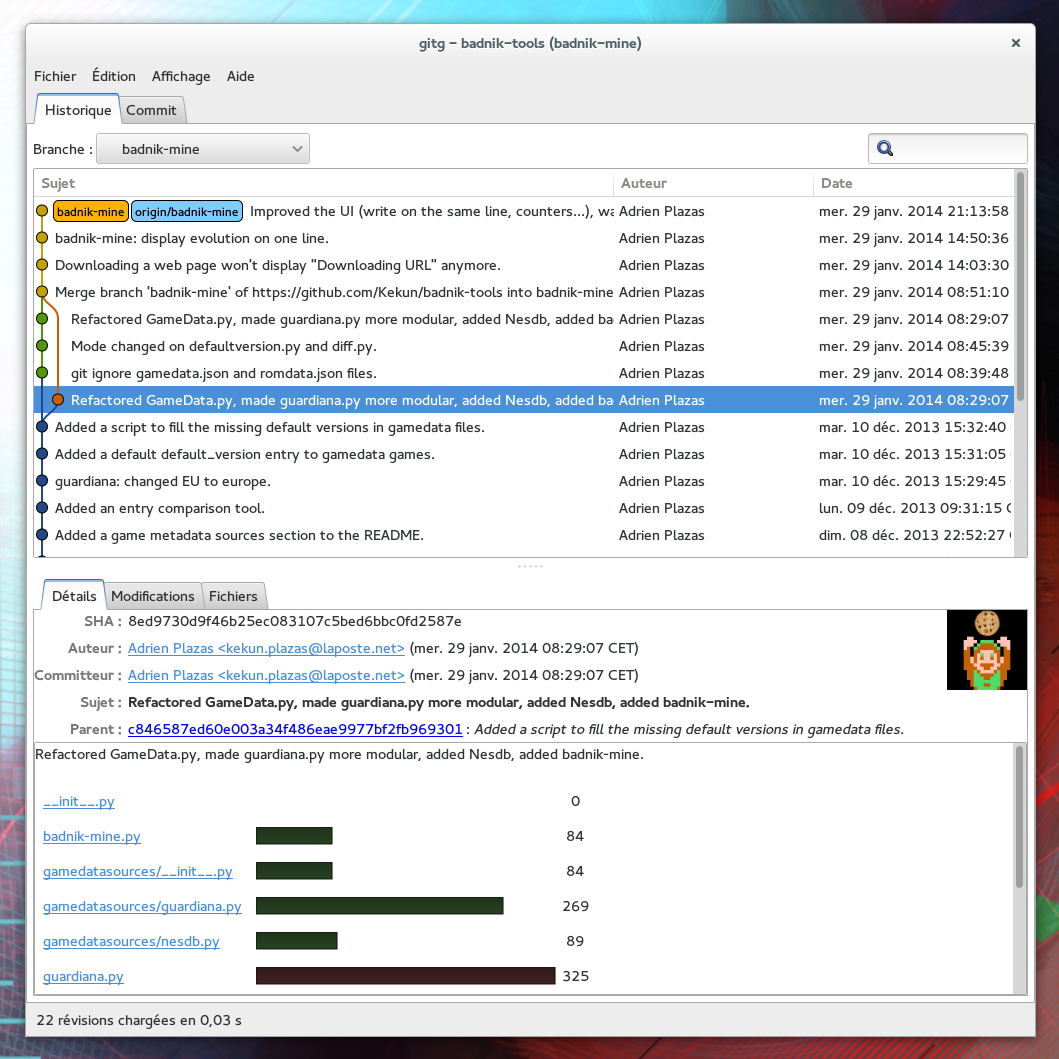 gitg - badnik-tools (badnik-mine)
Fichier Édition Affichage Aide
Historique Commit
Branche : badnik-mine
Sujet Auteur Date
badnik-mine origin/badnik-mine Improved the UI (write on the same line, counters...), wa Adrien Plazas mer. 29 janv. 2014 21:13:58
badnik-mine: display evolution on one line. Adrien Plazas mer. 29 janv. 2014 14:50:36
Downloading a web page won't display "Downloading URL" anymore. Adrien Plazas mer. 29 janv. 2014 14:03:30
Merge branch 'badnik-mine' of https://github.com/Kekun/badnik-tools into badnik-mine Adrien Plazas mer. 29 janv. 2014 08:51:10
Refactored GameData.py, made guardiana.py more modular, added Nesdb, added ba Adrien Plazas mer. 29 janv. 2014 08:29:07
Mode changed on defaultversion.py and diff.py. Adrien Plazas mer. 29 janv. 2014 08:45:39
git ignore gamedata.json and romdata.json files. Adrien Plazas mer. 29 janv. 2014 08:39:48
Refactored GameData.py, made guardiana.py more modular, added Nesdb, added ba Adrien Plazas mer. 29 janv. 2014 08:29:07
Added a script to fill the missing default versions in gamedata files. Adrien Plazas mar. 10 déc. 2013 15:32:40
Added a default default_version entry to gamedata games. Adrien Plazas mar. 10 déc. 2013 15:31:05
guardiana: changed EU to europe. Adrien Plazas mar. 10 déc. 2013 15:29:45
Added an entry comparison tool. Adrien Plazas lun. 09 déc. 2013 09:31:15
Added a game metadata sources section to the README. Adrien Plazas dim. 08 déc. 2013 22:52:27
Détails Modifications Fichiers
SHA : 8ed9730d9f46b25ec083107c5bed6bbc0fd2587e
Auteur : Adrien Plazas <kekun.plazas@laposte.net> (mer. 29 janv. 2014 08:29:07 CET)
Committeur : Adrien Plazas <kekun.plazas@laposte.net> (mer. 29 janv. 2014 08:29:07 CET)
Sujet : Refactored GameData.py, made guardiana.py more modular, added Nesdb, added badnik-mine.
Parent : c846587ed60e003a34f486eae9977bf2fb969301 : Added a script to fill the missing default versions in gamedata files.
Refactored GameData.py, made guardiana.py more modular, added Nesdb, added badnik-mine.
__init__.py 0
badnik-mine.py 84
gamedatasources/__init__.py 84
gamedatasources/guardiana.py 269
gamedatasources/nesdb.py 89
guardiana.py 325
22 révisions chargées en 0,03 s